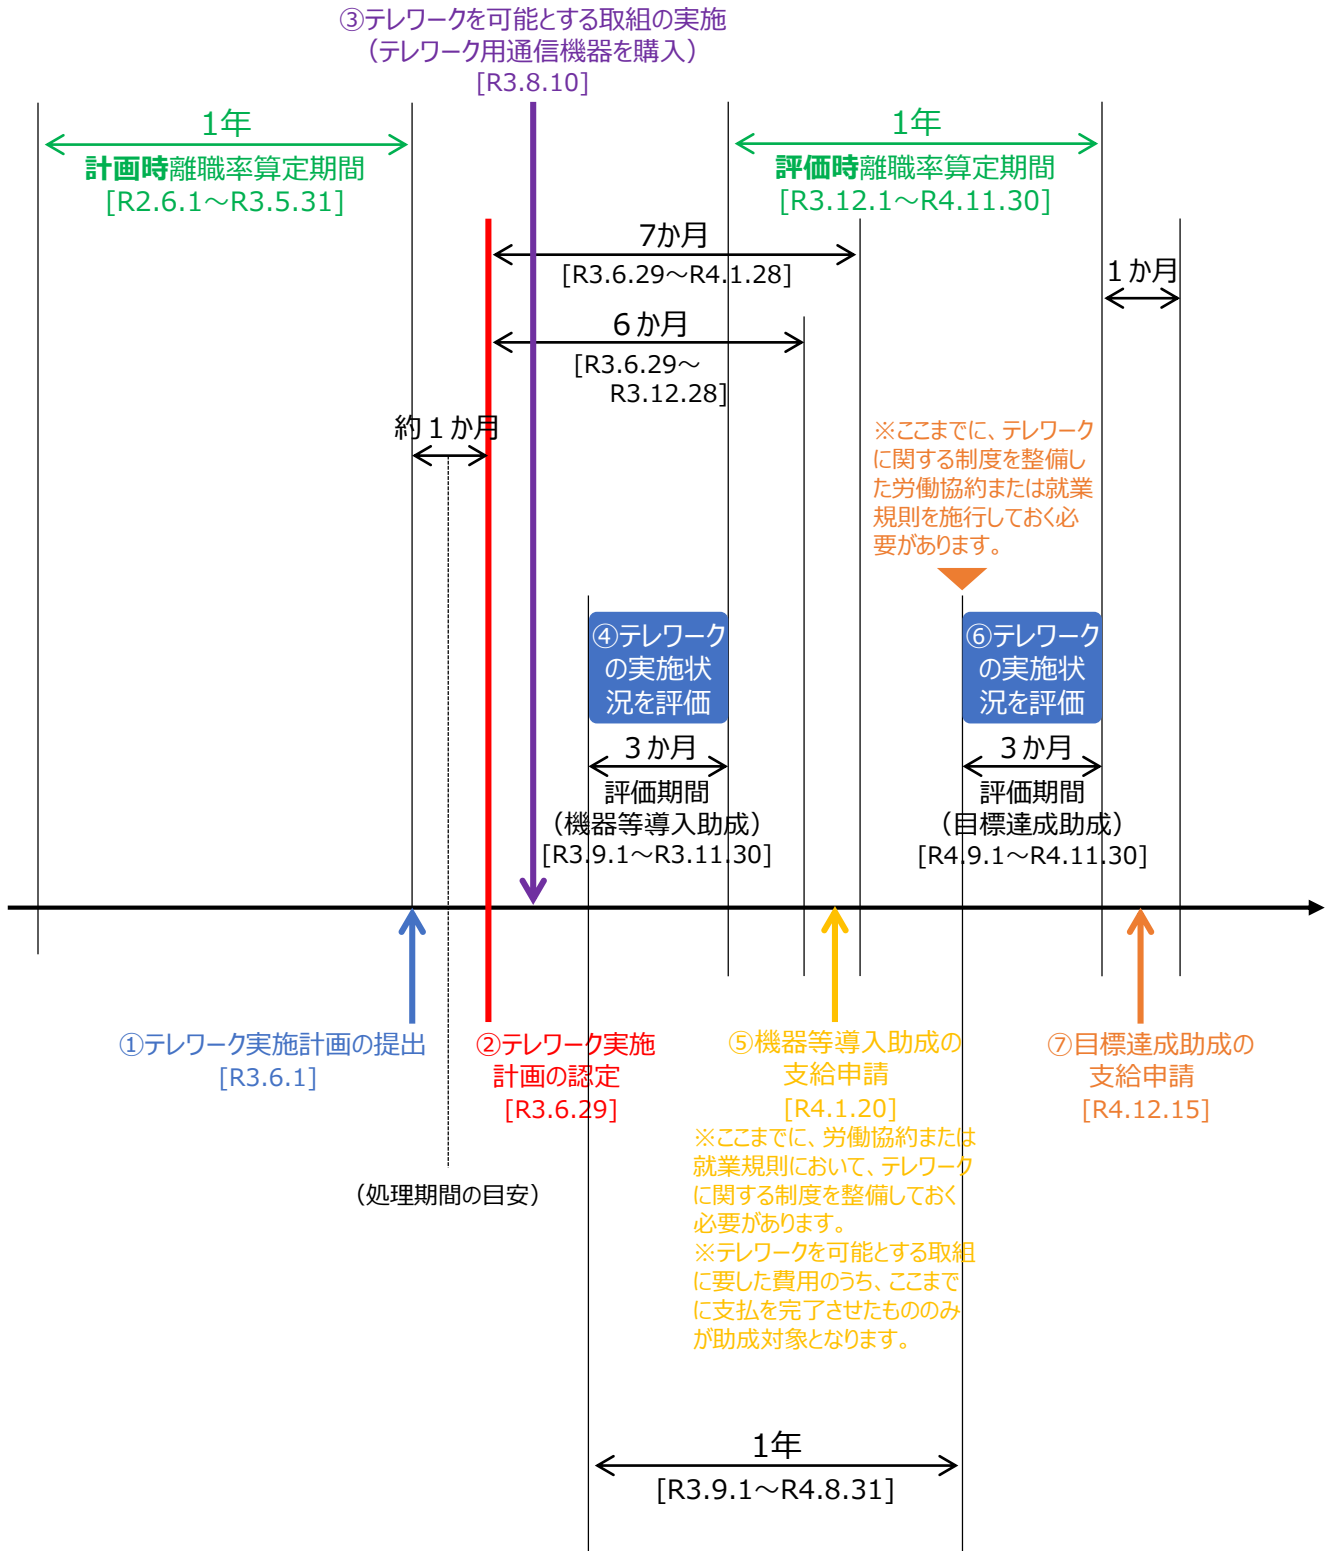 ③テレワークを可能とする取組の実施
（テレワーク用通信機器を購入）
[R3.8.10]
1年
計画時離職率算定期間
[R2.6.1～R3.5.31]
1年
評価時離職率算定期間
[R3.12.1～R4.11.30]
7か月
[R3.6.29～R4.1.28]
１か月
６か月
[R3.6.29～
R3.12.28]
約１か月
※ここまでに、テレワーク
に関する制度を整備し
た労働協約または就業
規則を施行しておく必
要があります。
④テレワーク
の実施状
況を評価
３か月
評価期間
（機器等導入助成）
[R3.9.1～R3.11.30]
⑥テレワーク
の実施状
況を評価
３か月
評価期間
（目標達成助成）
[R4.9.1～R4.11.30]
①テレワーク実施計画の提出
[R3.6.1]
②テレワーク実施
計画の認定
[R3.6.29]
⑤機器等導入助成の
支給申請
[R4.1.20]
※ここまでに、労働協約または
就業規則において、テレワーク
に関する制度を整備しておく
必要があります。
※テレワークを可能とする取組
に要した費用のうち、ここまで
に支払を完了させたもののみ
が助成対象となります。
⑦目標達成助成の
支給申請
[R4.12.15]
（処理期間の目安）
1年
[R3.9.1～R4.8.31]